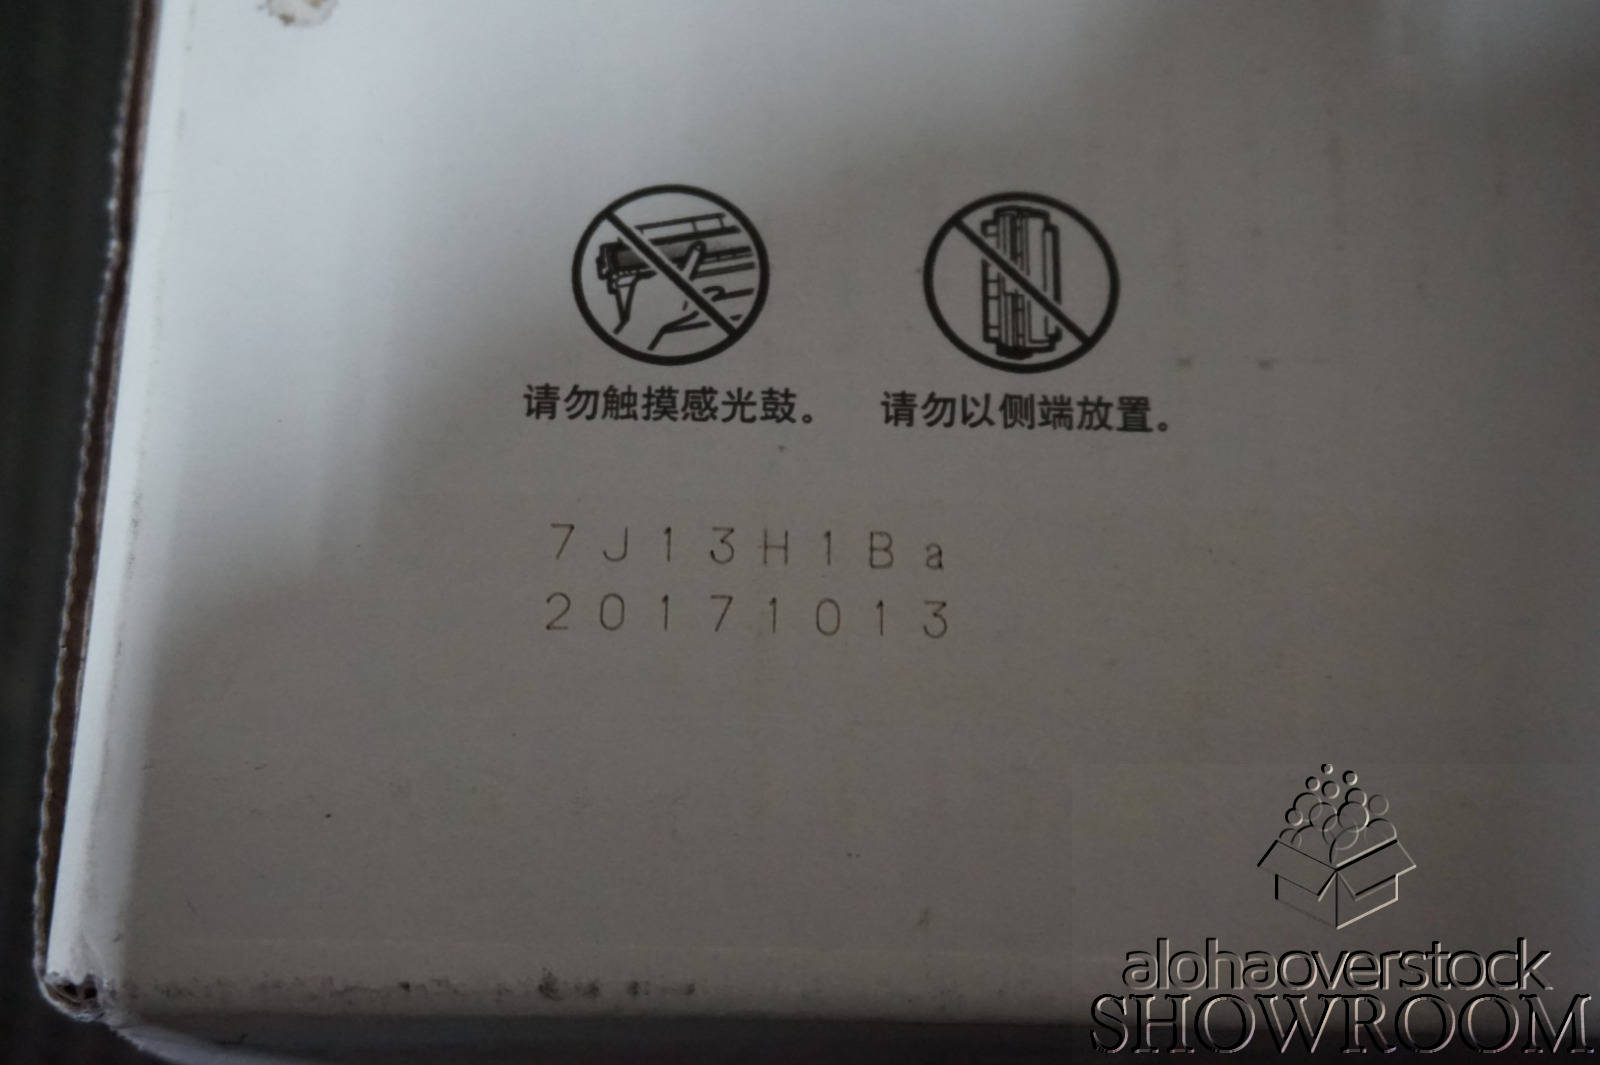 请勿触摸感光鼓。 请勿以侧端放置。
7J13H1Ba
20171013
alohaoverstock
SHOWROOM